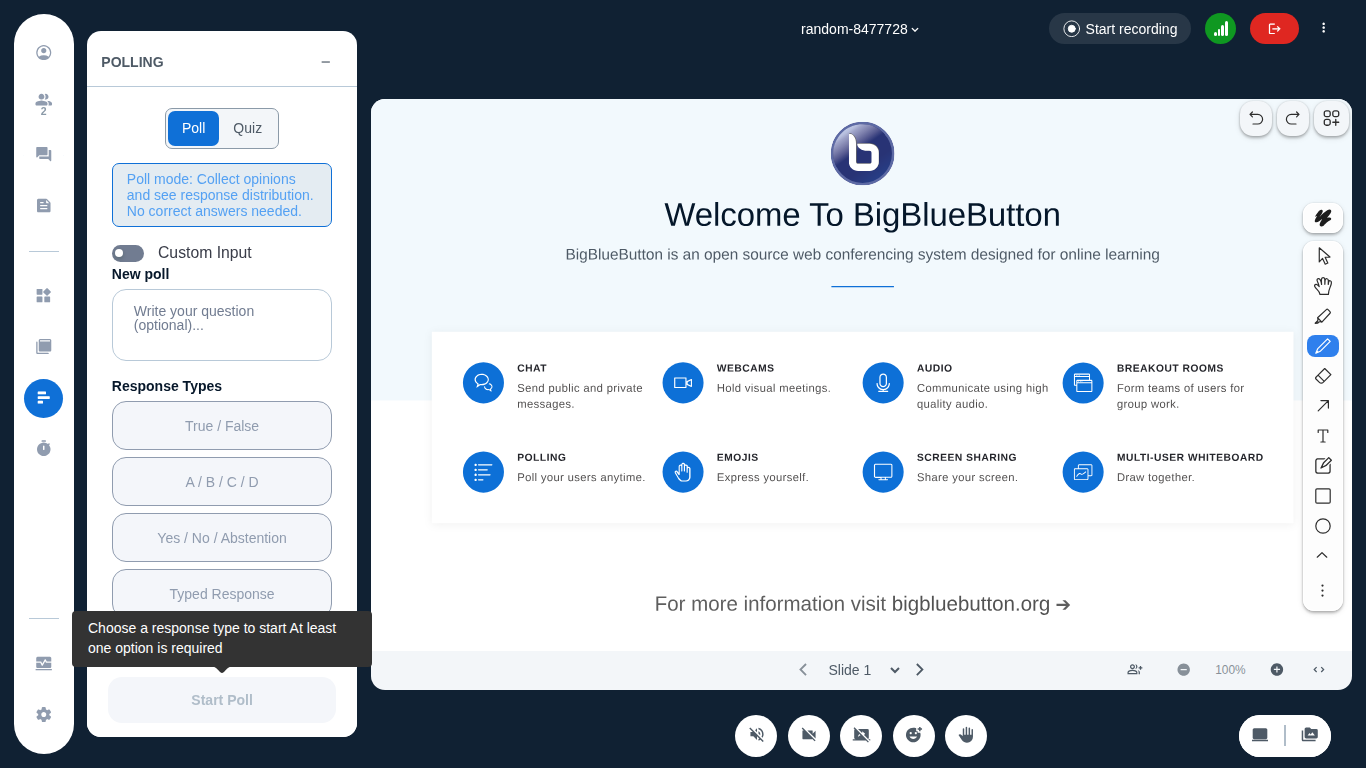 random-8477728
Start recording
2
POLLING
Poll
Quiz
Poll mode: Collect opinions
and see response distribution.
No correct answers needed.
Custom Input
New poll
Write your question
(optional)...
Response Types
True / False
A / B / C / D
Yes / No / Abstention
Typed Response
Choose a response type to start At least
one option is required
Start Poll
Welcome To BigBlueButton
BigBlueButton is an open source web conferencing system designed for online learning
CHAT
Send public and private
messages.
WEBCAMS
Hold visual meetings.
AUDIO
Communicate using high
quality audio.
BREAKOUT ROOMS
Form teams of users for
group work.
POLLING
Poll your users anytime.
EMOJIS
Express yourself.
SCREEN SHARING
Share your screen.
MULTI-USER WHITEBOARD
Draw together.
For more information visit bigbluebutton.org ➔
Slide 1
100%